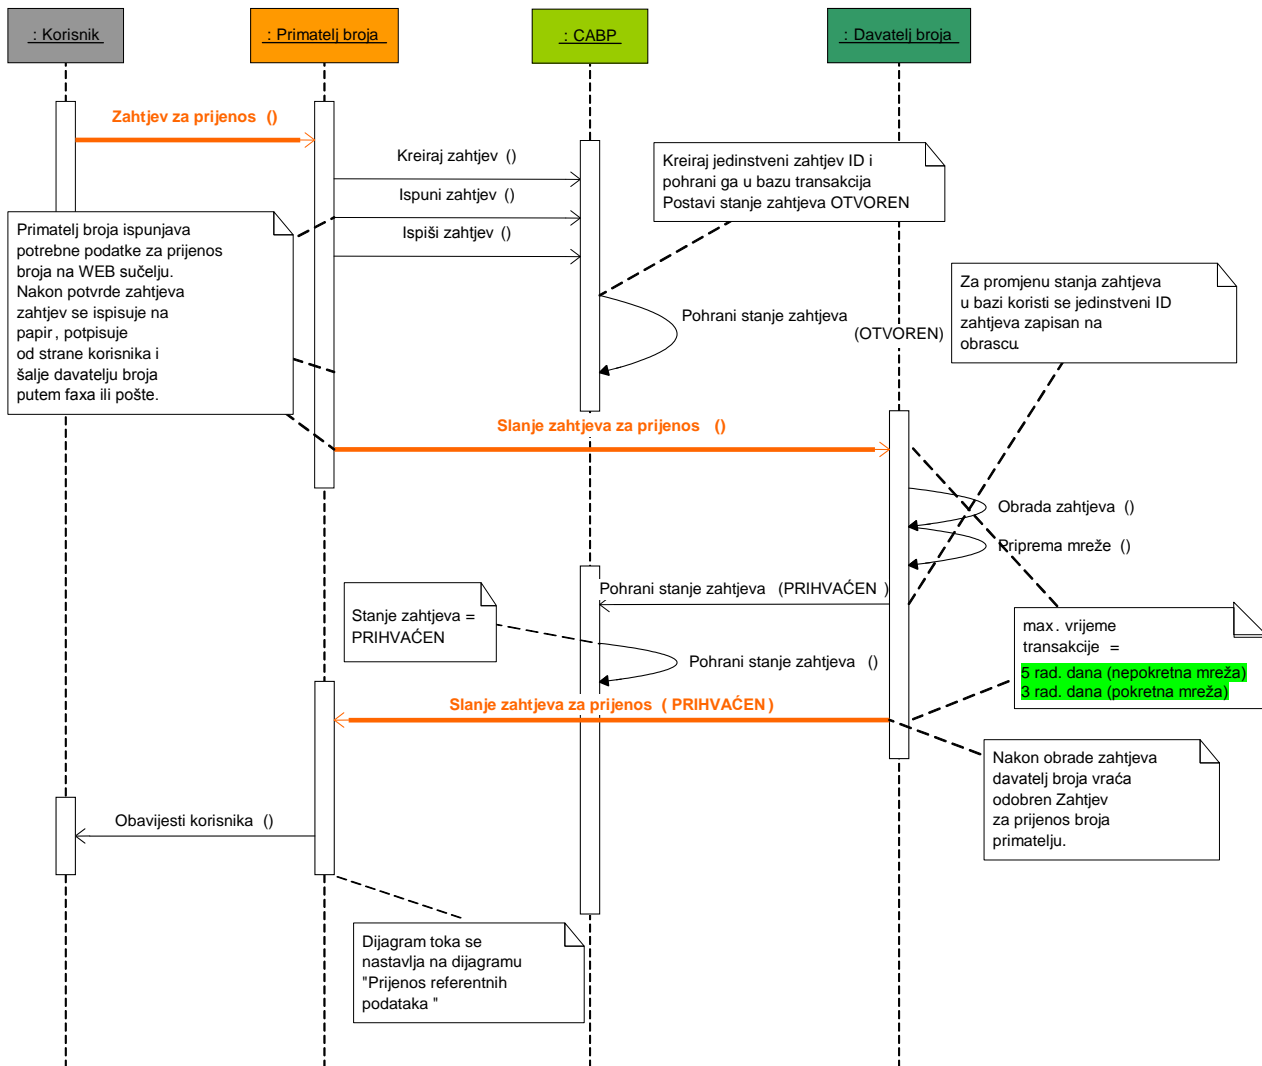 : Korisnik
: Primatelj broja
: CABP
: Davatelj broja
Zahtjev za prijenos ()
Kreiraj zahtjev ()
Ispuni zahtjev ()
Ispiši zahtjev ()
Kreiraj jedinstveni zahtjev ID i
pohrani ga u bazu transakcija
Postavi stanje zahtjeva OTVOREN
Primatelj broja ispunjava
potrebne podatke za prijenos
broja na WEB sučelju.
Nakon potvrde zahtjeva
zahtjev se ispisuje na
papir, potpisuje
od strane korisnika i
šalje davatelju broja
putem faxa ili pošte.
Za promjenu stanja zahtjeva
u bazi koristi se jedinstveni ID
zahtjeva zapisan na
obrascu.
Pohrani stanje zahtjeva
(OTVOREN)
Slanje zahtjeva za prijenos ()
Obrada zahtjeva ()
Priprema mreže ()
Pohrani stanje zahtjeva (PRIHVAĆEN )
Stanje zahtjeva =
PRIHVAĆEN
Pohrani stanje zahtjeva ()
max. vrijeme
transakcije =
5 rad. dana (nepokretna mreža)
3 rad. dana (pokretna mreža)
Slanje zahtjeva za prijenos ( PRIHVAĆEN )
Nakon obrade zahtjeva
davatelj broja vraća
odobren Zahtjev
za prijenos broja
primatelju.
Obavijesti korisnika ()
Dijagram toka se
nastavlja na dijagramu
"Prijenos referentnih
podataka "